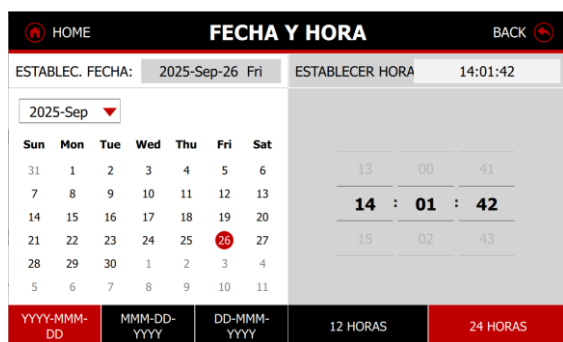 HOME FECHA Y HORA BACK
ESTABLEC. FECHA: 2025-Sep-26 Fri ESTABLECER HORA 14:01:42
2025-Sep
Sun Mon Tue Wed Thu Fri Sat
31 1 2 3 4 5 6
7 8 9 10 11 12 13
14 15 16 17 18 19 20
21 22 23 24 25 26 27
28 29 30 1 2 3 4
5 6 7 8 9 10 11
13 00 41
14 : 01 : 42
15 02 43
YYYY-MMM-
DD
MMM-DD-
YYYY
DD-MMM-
YYYY
12 HORAS
24 HORAS